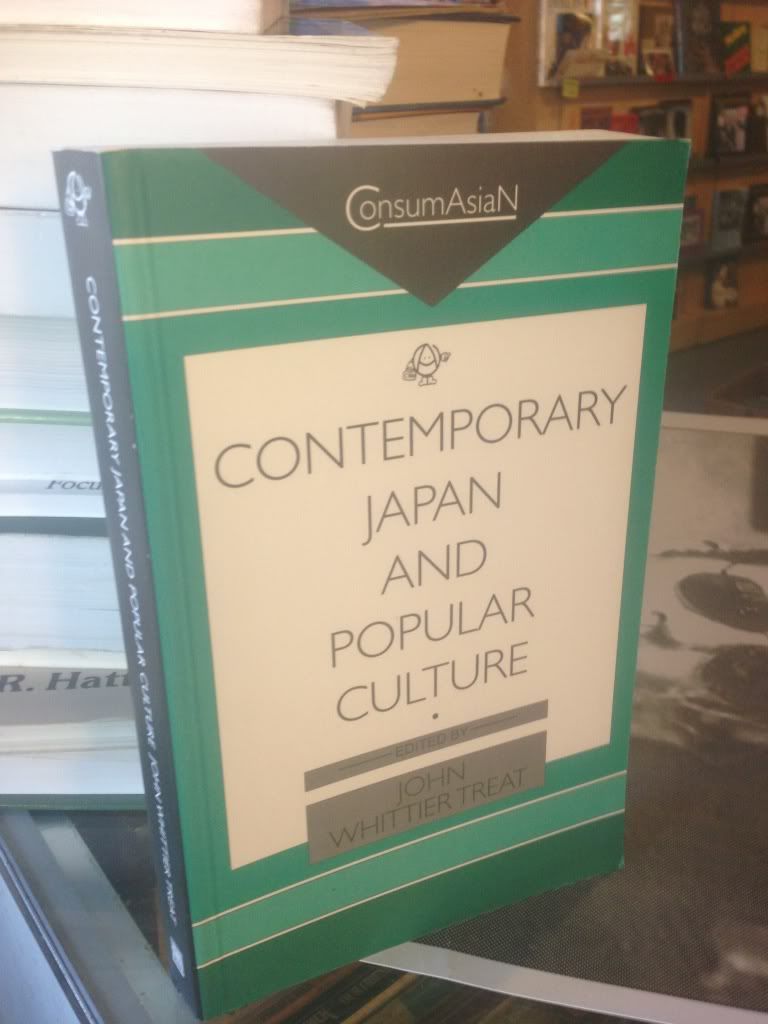 ConsumAsiaN
CONTEMPORARY
JAPAN
AND
POPULAR
CULTURE
EDITED BY
JOHN
WHITTIER TREAT
CONTEMPORARY JAPAN AND POPULAR CULTURE JOHN WHITTIER TREAT
R. Hatt